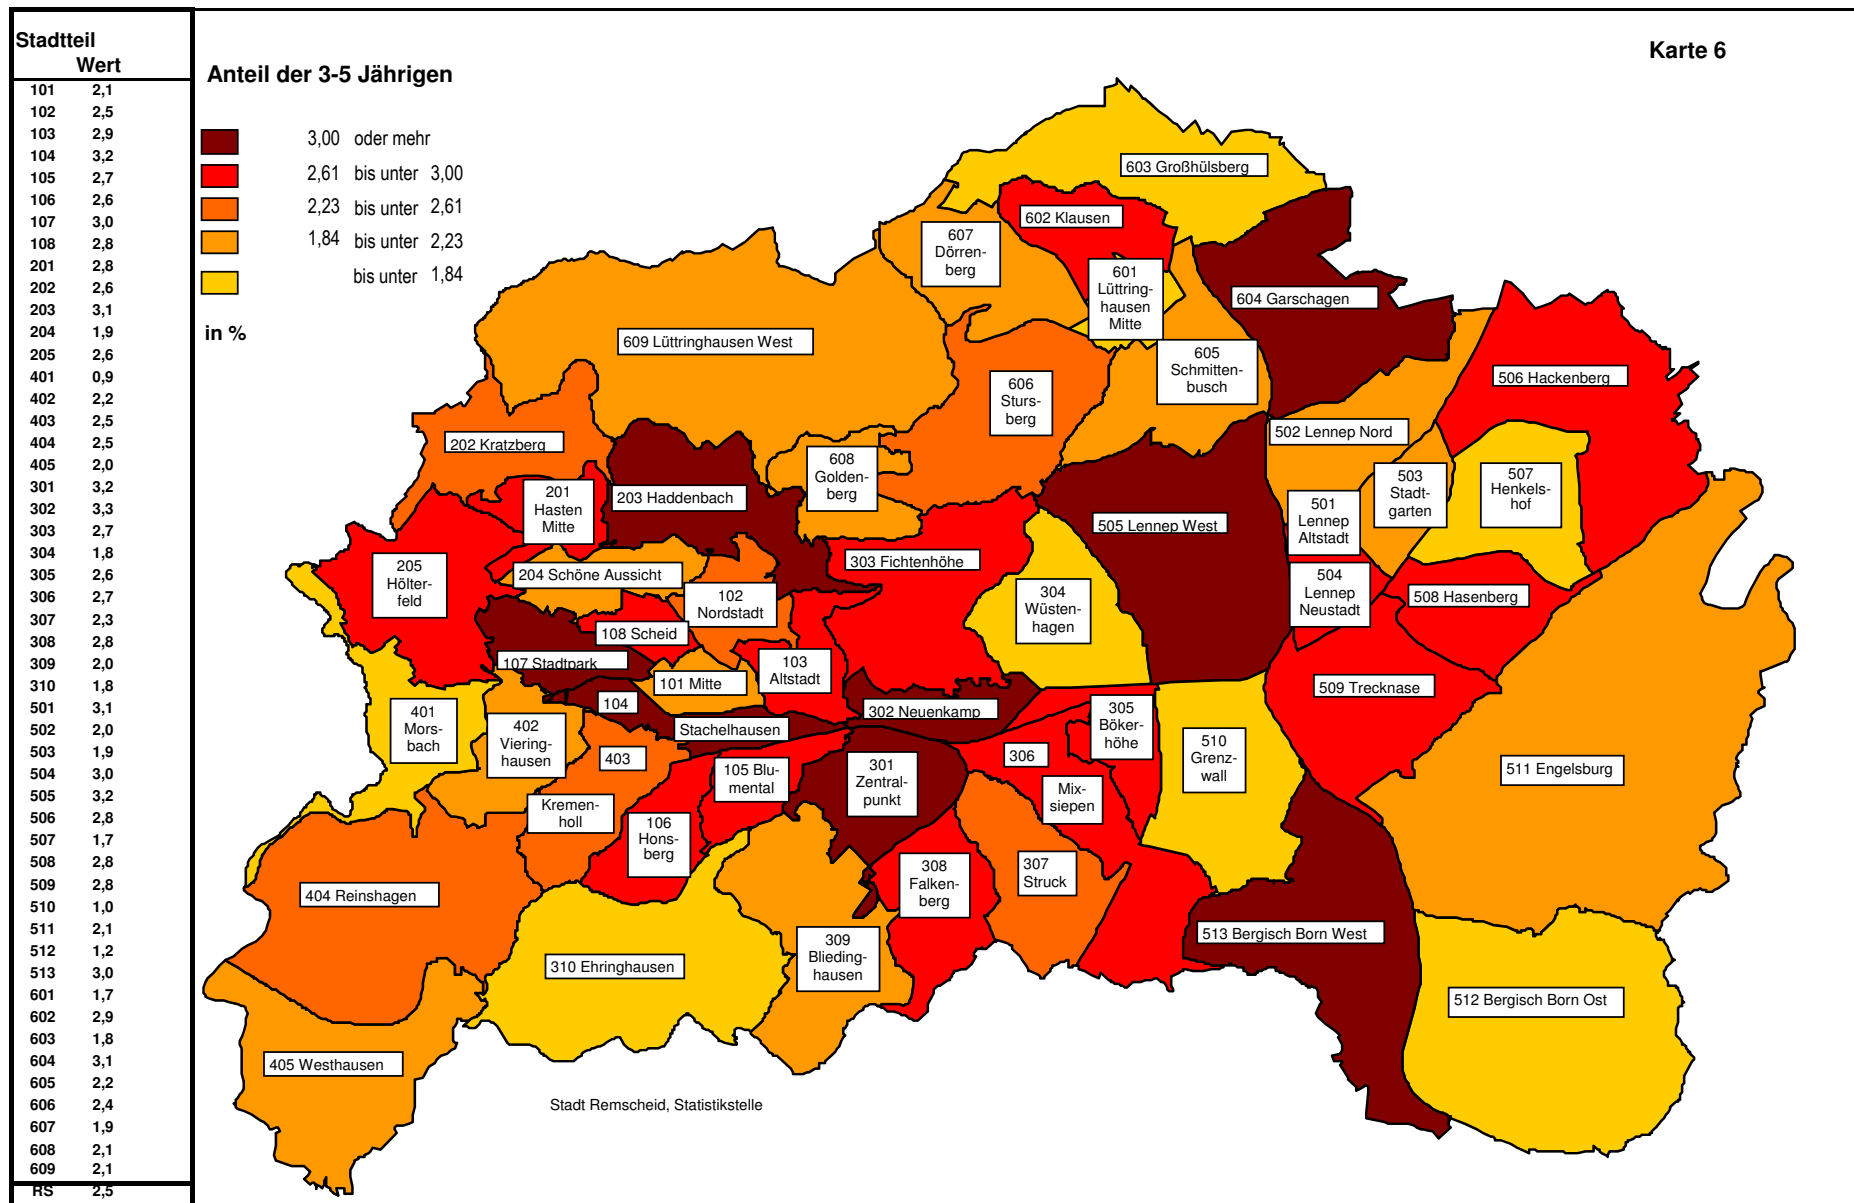 Stadtteil
Wert
101 2,1
102 2,5
103 2,9
104 3,2
105 2,7
106 2,6
107 3,0
108 2,8
201 2,8
202 2,6
203 3,1
204 1,9
205 2,6
401 0,9
402 2,2
403 2,5
404 2,5
405 2,0
301 3,2
302 3,3
303 2,7
304 1,8
305 2,6
306 2,7
307 2,3
308 2,8
309 2,0
310 1,8
501 3,1
502 2,0
503 1,9
504 3,0
505 3,2
506 2,8
507 1,7
508 2,8
509 2,8
510 1,0
511 2,1
512 1,2
513 3,0
601 1,7
602 2,9
603 1,8
604 3,1
605 2,2
606 2,4
607 1,9
608 2,1
609 2,1
RS 2,5
Karte 6
Anteil der 3-5 Jährigen
3,00 oder mehr
2,61 bis unter 3,00
2,23 bis unter 2,61
1,84 bis unter 2,23
bis unter 1,84
in %
603 Großhülsberg
602 Klausen
607
Dörren-
berg
601
Lüttring-
hausen
Mitte
604 Garschagen
609 Lüttringhausen West
605
Schmitten-
busch
606
Sturs-
berg
506 Hackenberg
202 Kratzberg
502 Lennep Nord
608
Golden-
berg
203 Haddenbach
201
Hasten
Mitte
503
Stadt-
garten
507
Henkels-
hof
501
Lennep
Altstadt
505 Lennep West
303 Fichtenhöhe
205
Hölter-
feld
204 Schöne Aussicht
102
Nordstadt
304
Wüsten-
hagen
504
Lennep
Neustadt
508 Hasenberg
108 Scheid
107 Stadtpark
103
Altstadt
101 Mitte
509 Trecknase
104
Stachelhausen
302 Neuenkamp
305
Böker-
höhe
401
Mors-
bach
402
Viering-
hausen
403
Kremen-
holl
105 Blu-
mental
301
Zentral-
punkt
306
Mix-
siepen
510
Grenz-
wall
511 Engelsburg
106
Hons-
berg
308
Falken-
berg
307
Struck
404 Reinshagen
513 Bergisch Born West
309
Blieding-
hausen
310 Ehringhausen
512 Bergisch Born Ost
405 Westhausen
Stadt Remscheid, Statistikstelle